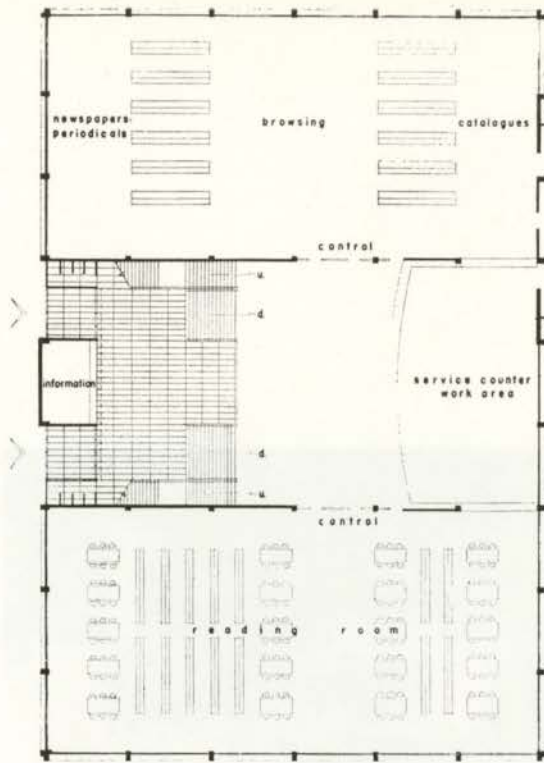 newspapers
periodicals
browsing
catalogues
control
u.
d.
information
service counter
work area
d.
u.
control
reading room